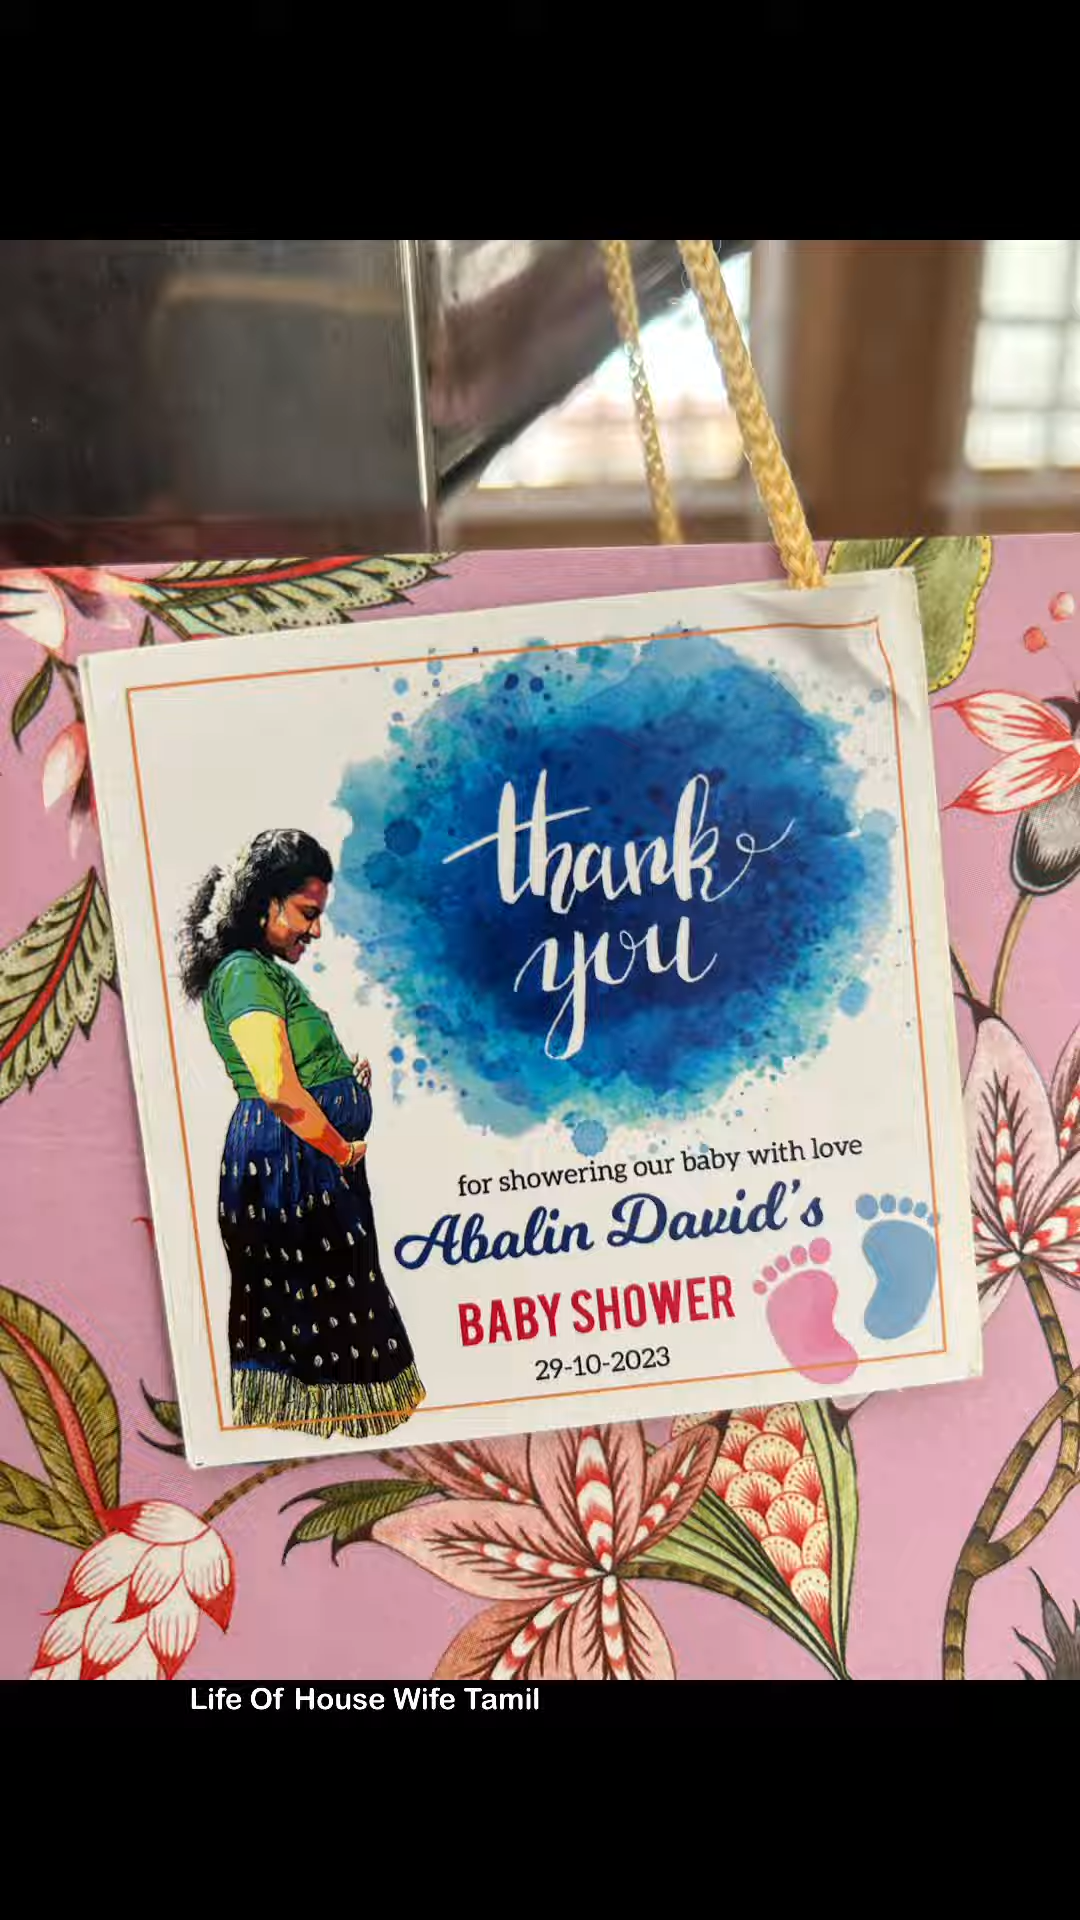 thank
you
for showering our baby with love
Abalin David's
BABY SHOWER
29-10-2023
Life Of House Wife Tamil